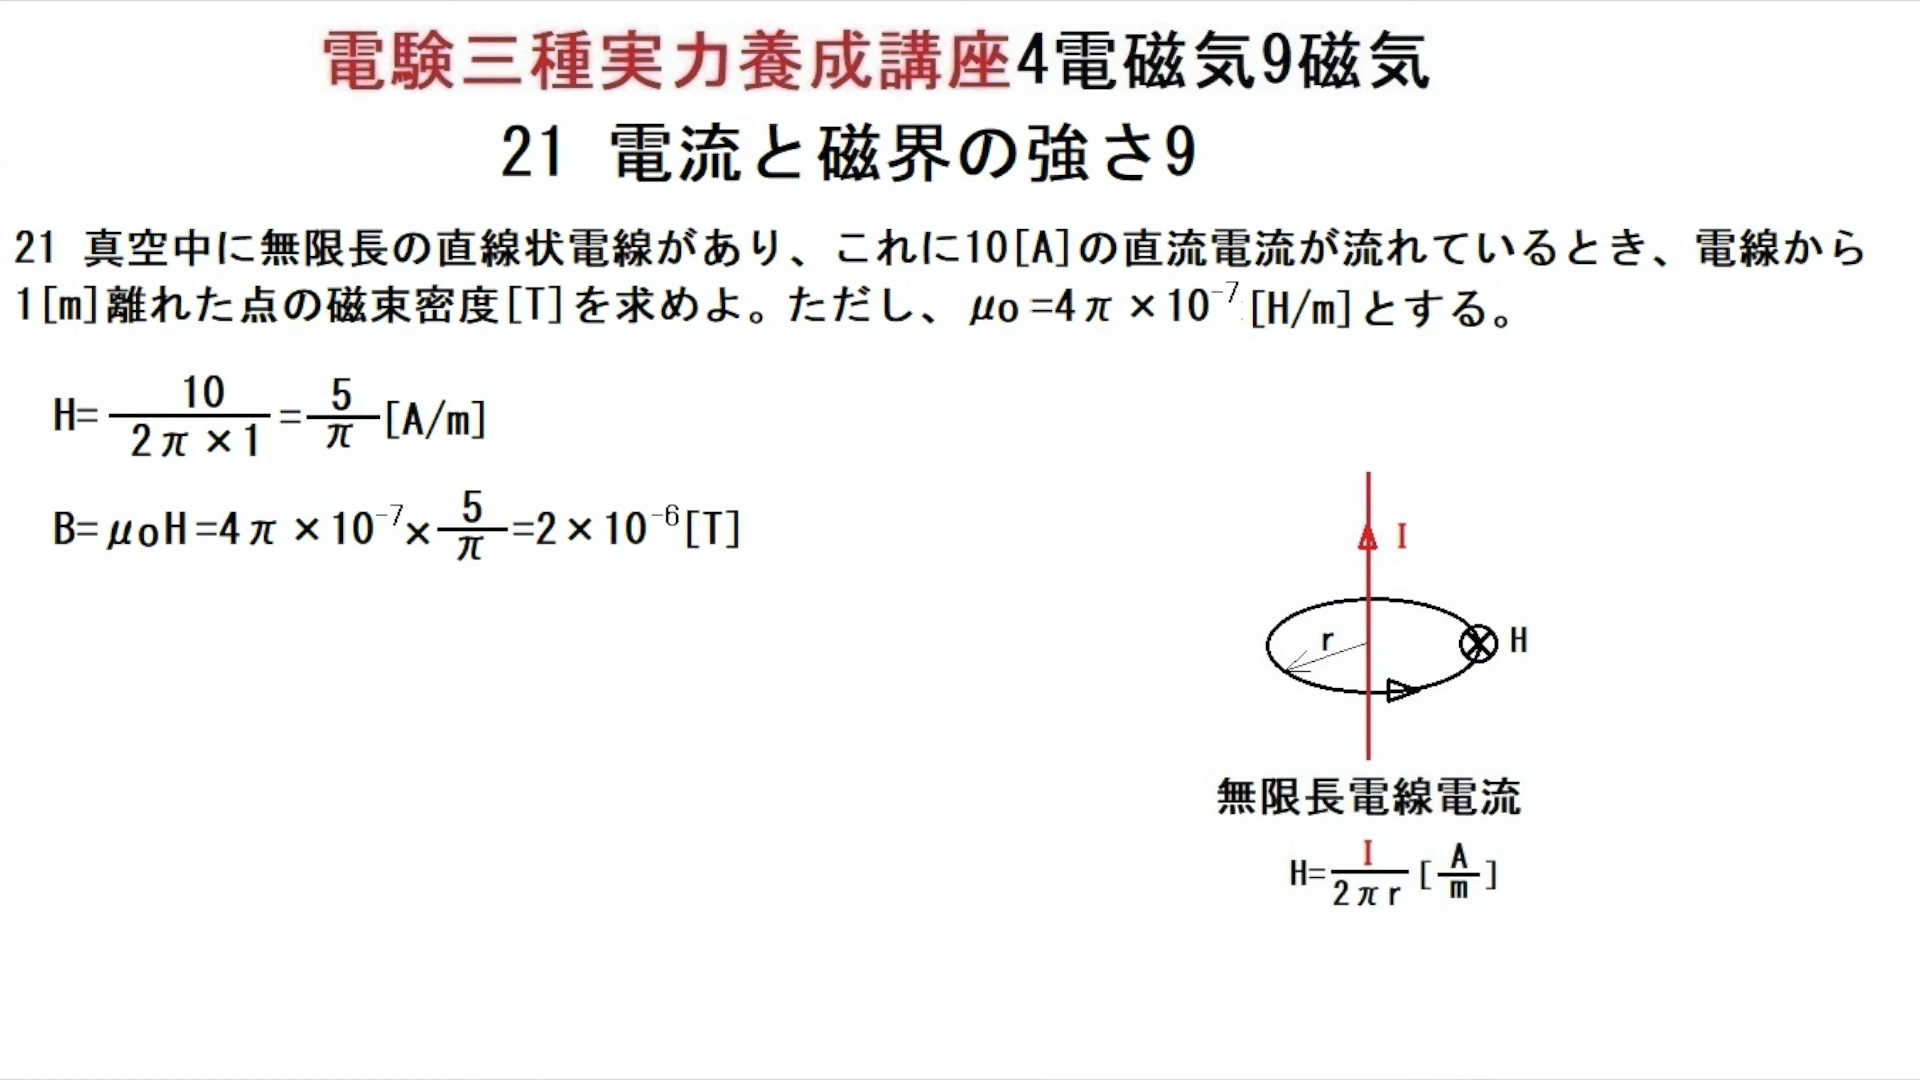 電験三種実力養成講座4電磁気9磁気
21 電流と磁界の強さ9
21 真空中に無限長の直線状電線があり、これに10[A]の直流電流が流れているとき、電線から
1[m]離れた点の磁束密度[T]を求めよ。ただし、μo=4π×10⁻⁷[H/m]とする。
H=10/(2π×1)=5/π[A/m]
B=μoH=4π×10⁻⁷×5/π=2×10⁻⁶[T]
I
r
H
無限長電線電流
H=I/(2πr) [A/m]